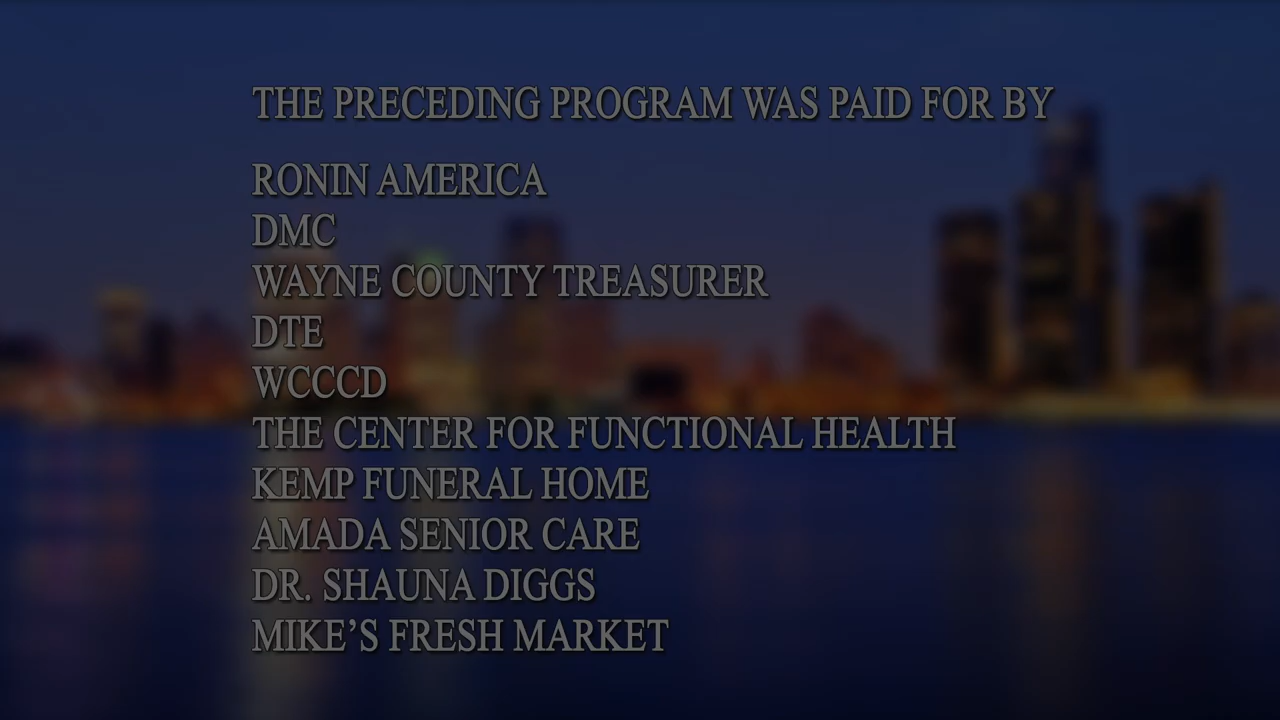 THE PRECEDING PROGRAM WAS PAID FOR BY
RONIN AMERICA
DMC
WAYNE COUNTY TREASURER
DTE
WCCCD
THE CENTER FOR FUNCTIONAL HEALTH
KEMP FUNERAL HOME
AMADA SENIOR CARE
DR. SHAUNA DIGGS
MIKE’S FRESH MARKET